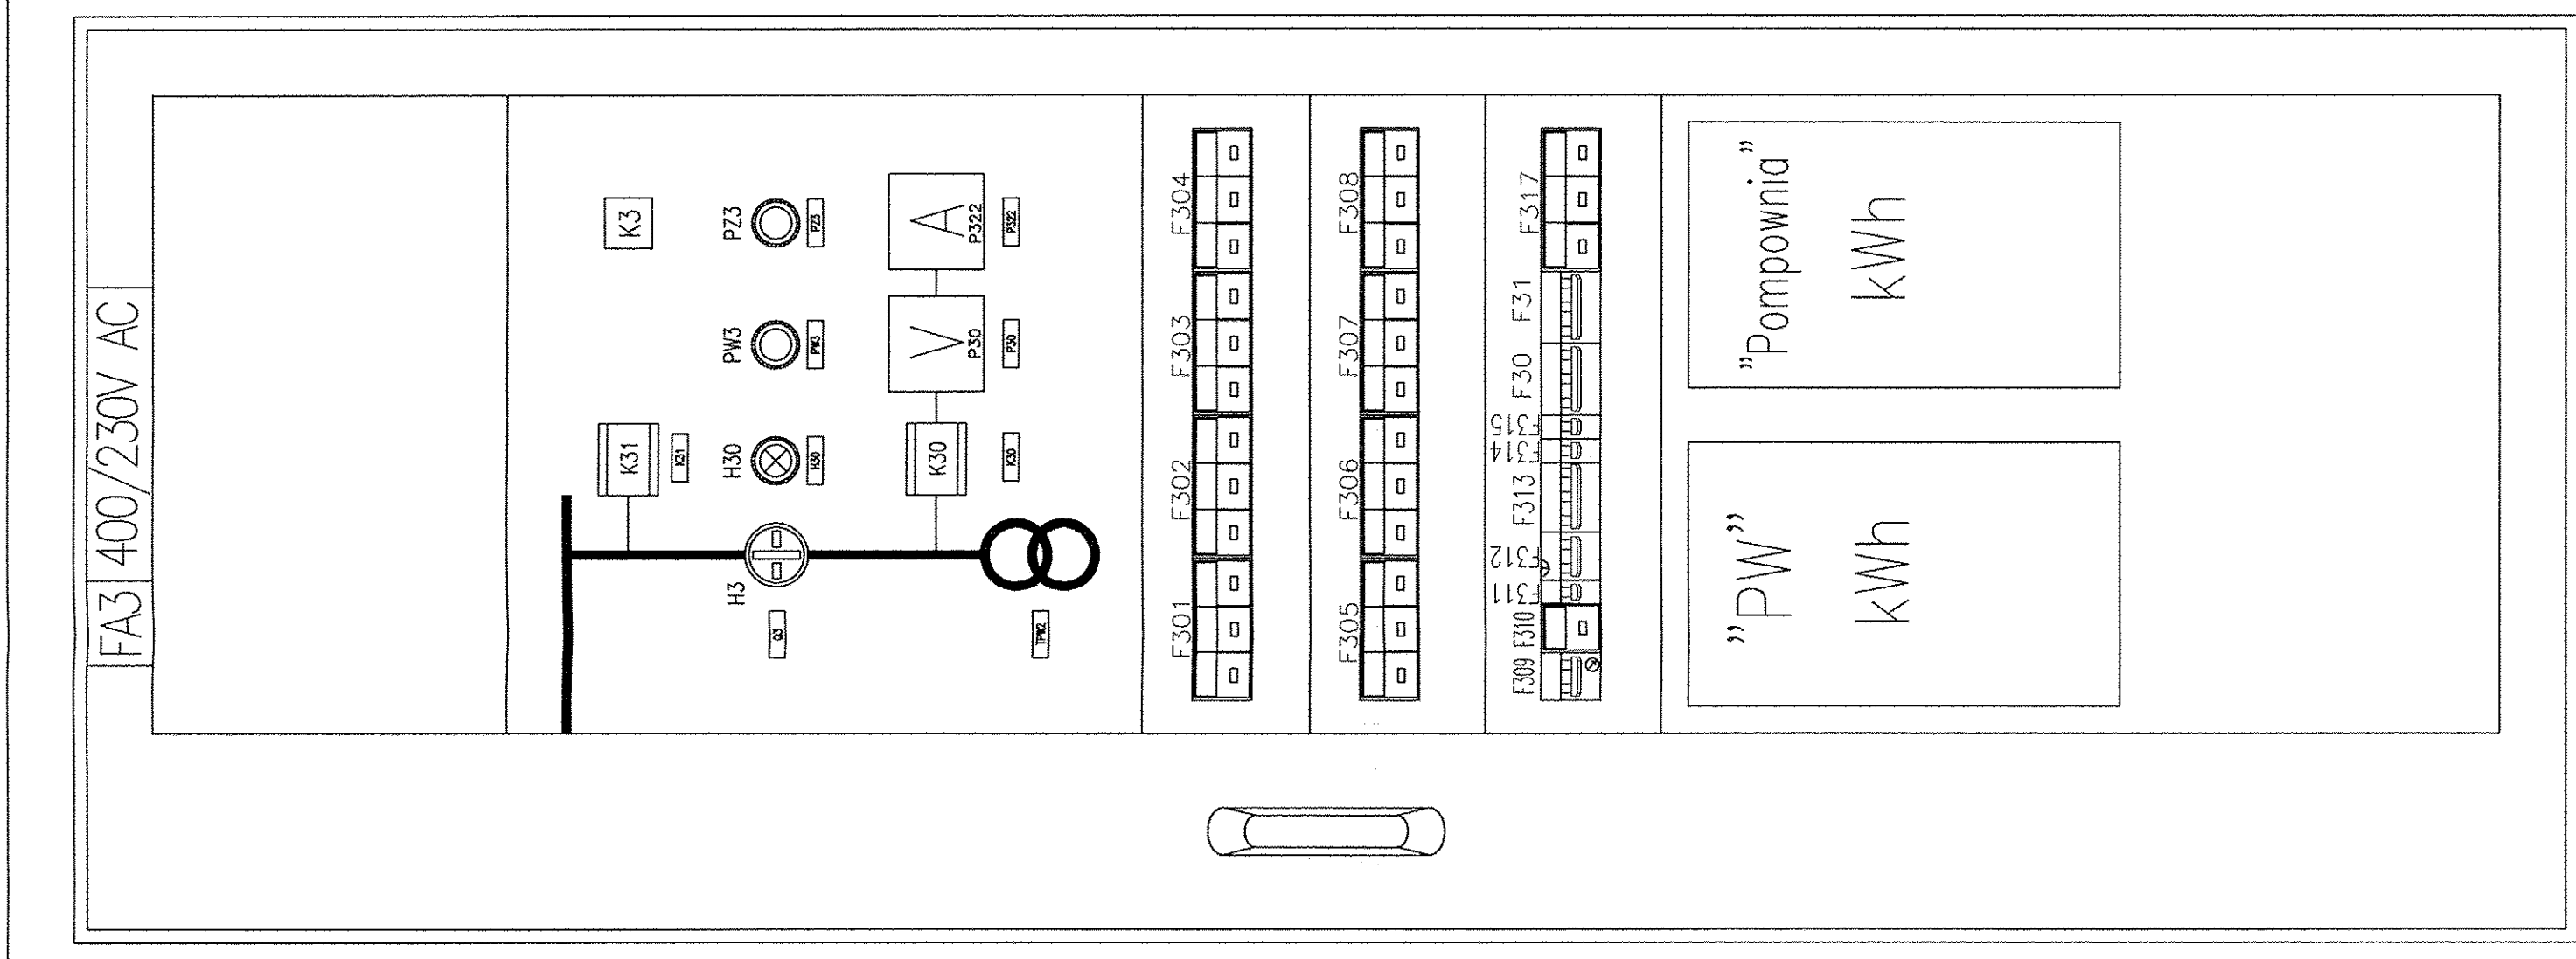 FA3 400/230V AC
K31
K31
K3
H3
Q3
H30
H30
PW3
PW3
PZ3
PZ3
K30
K30
V
P30
P30
A
P322
P322
TPW2
F301 F302 F303 F304
F305 F306 F307 F308
F309 F310 F311 F312 F313 F314 F315 F30 F31 F317
"PW"
kWh
"Pompownia"
kWh